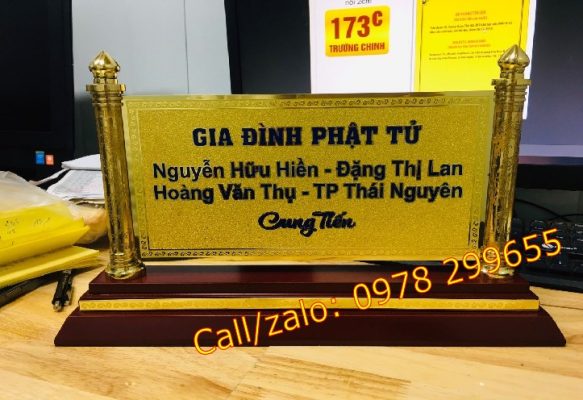 173C
TRƯỜNG CHINH
GIA ĐÌNH PHẬT TỬ
Nguyễn Hữu Hiền - Đặng Thị Lan
Hoàng Văn Thụ - TP Thái Nguyên
Cung Tiến
Call/zalo: 0978 299655